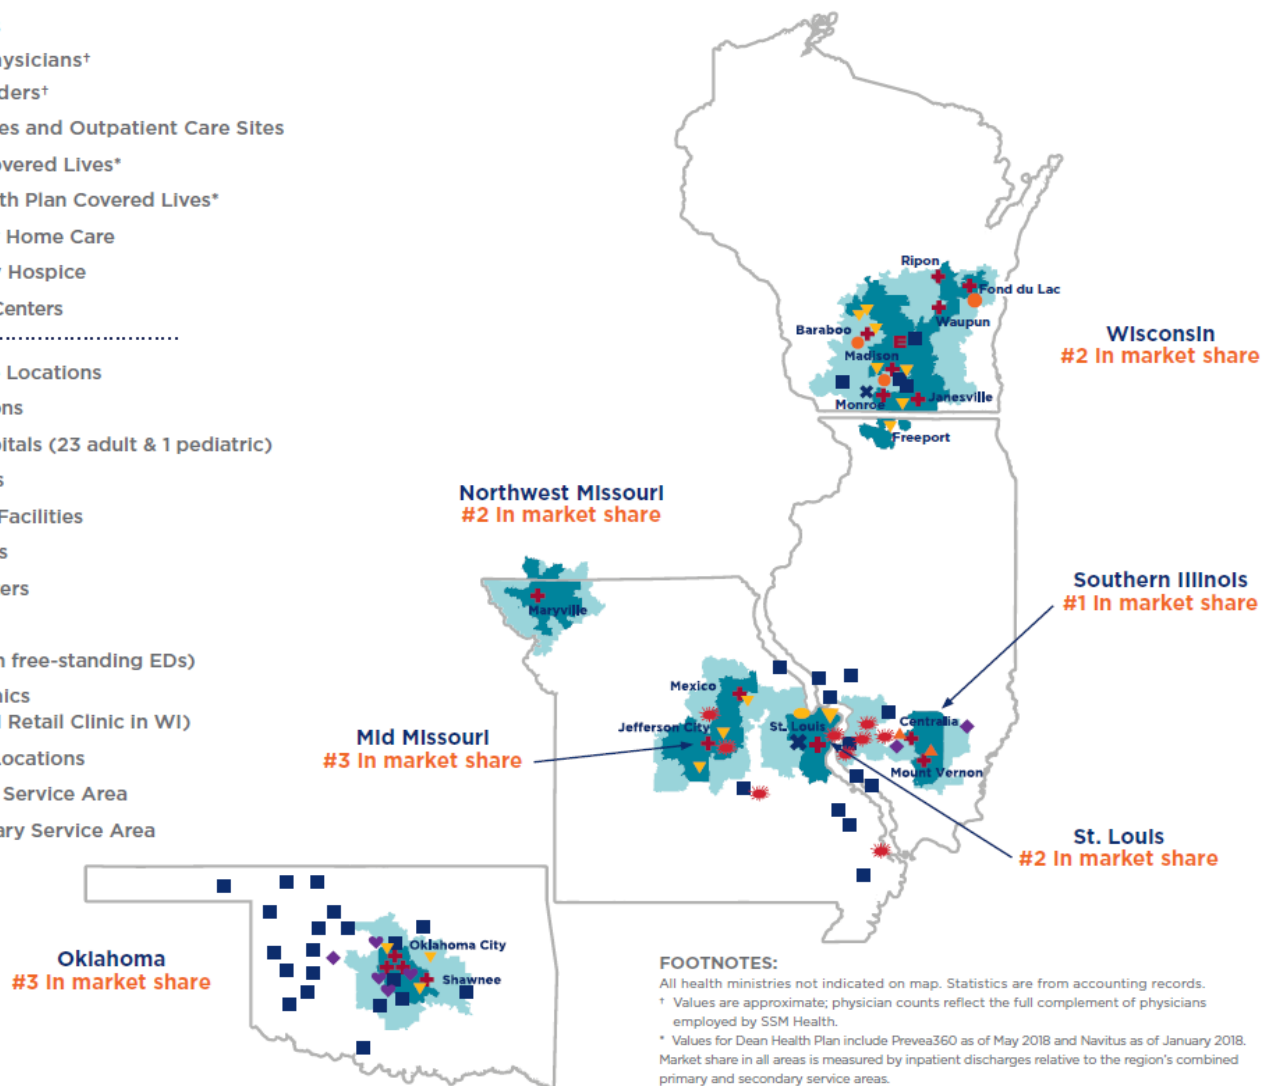 ysicians†
ders†
es and Outpatient Care Sites
overed Lives*
th Plan Covered Lives*
Home Care
Hospice
Centers
Locations
ons
pitals (23 adult & 1 pediatric)
s
Facilities
s
ers
n free-standing EDs)
nics
d Retail Clinic in WI)
Locations
Service Area
ary Service Area
Ripon
Fond du Lac
Waupun
Baraboo
E
Madison
Monroe
Janesville
Freeport
Wisconsin
#2 In market share
Northwest Missouri
#2 In market share
Maryville
Southern Illinois
#1 In market share
Mexico
Jefferson City
St. Louis
Centralia
Mount Vernon
Mid Missouri
#3 In market share
St. Louis
#2 In market share
Oklahoma
#3 In market share
Oklahoma City
Shawnee
FOOTNOTES:
All health ministries not indicated on map. Statistics are from accounting records.
† Values are approximate; physician counts reflect the full complement of physicians
employed by SSM Health.
* Values for Dean Health Plan include Prevea360 as of May 2018 and Navitus as of January 2018.
Market share in all areas is measured by inpatient discharges relative to the region's combined
primary and secondary service areas.